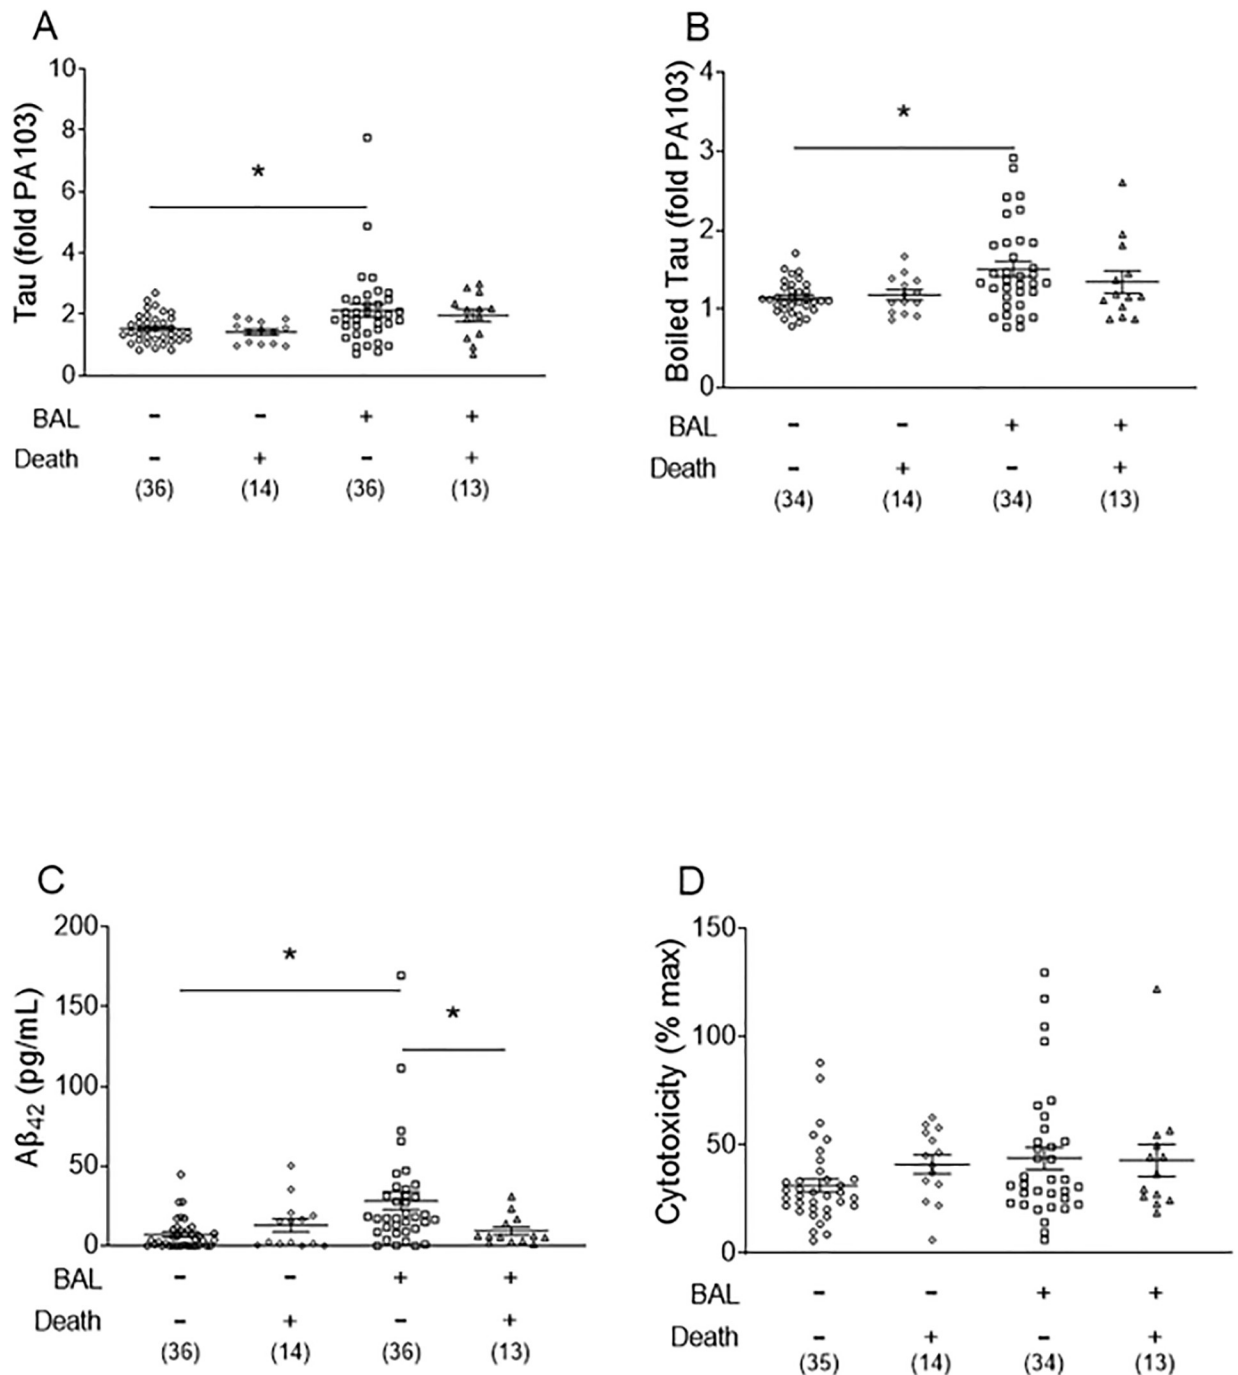 A
Tau (fold PA103)
10
8
6
4
2
0
*
BAL - - + +
Death - + - +
(36) (14) (36) (13)
B
Boiled Tau (fold PA103)
4
3
2
1
0
*
BAL - - + +
Death - + - +
(34) (14) (34) (13)
C
Aβ42 (pg/mL)
200
150
100
50
0
*
*
BAL - - + +
Death - + - +
(36) (14) (36) (13)
D
Cytotoxicity (% max)
150
100
50
0
BAL - - + +
Death - + - +
(35) (14) (34) (13)